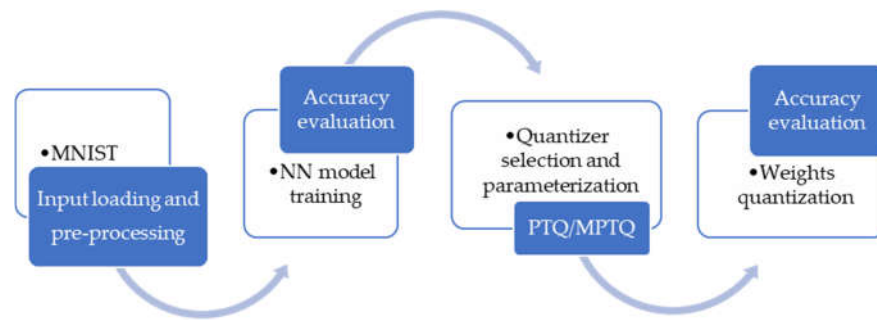 •MNIST
Input loading and
pre-processing
Accuracy
evaluation
•NN model
training
•Quantizer
selection and
parameterization
PTQ/MPTQ
Accuracy
evaluation
•Weights
quantization